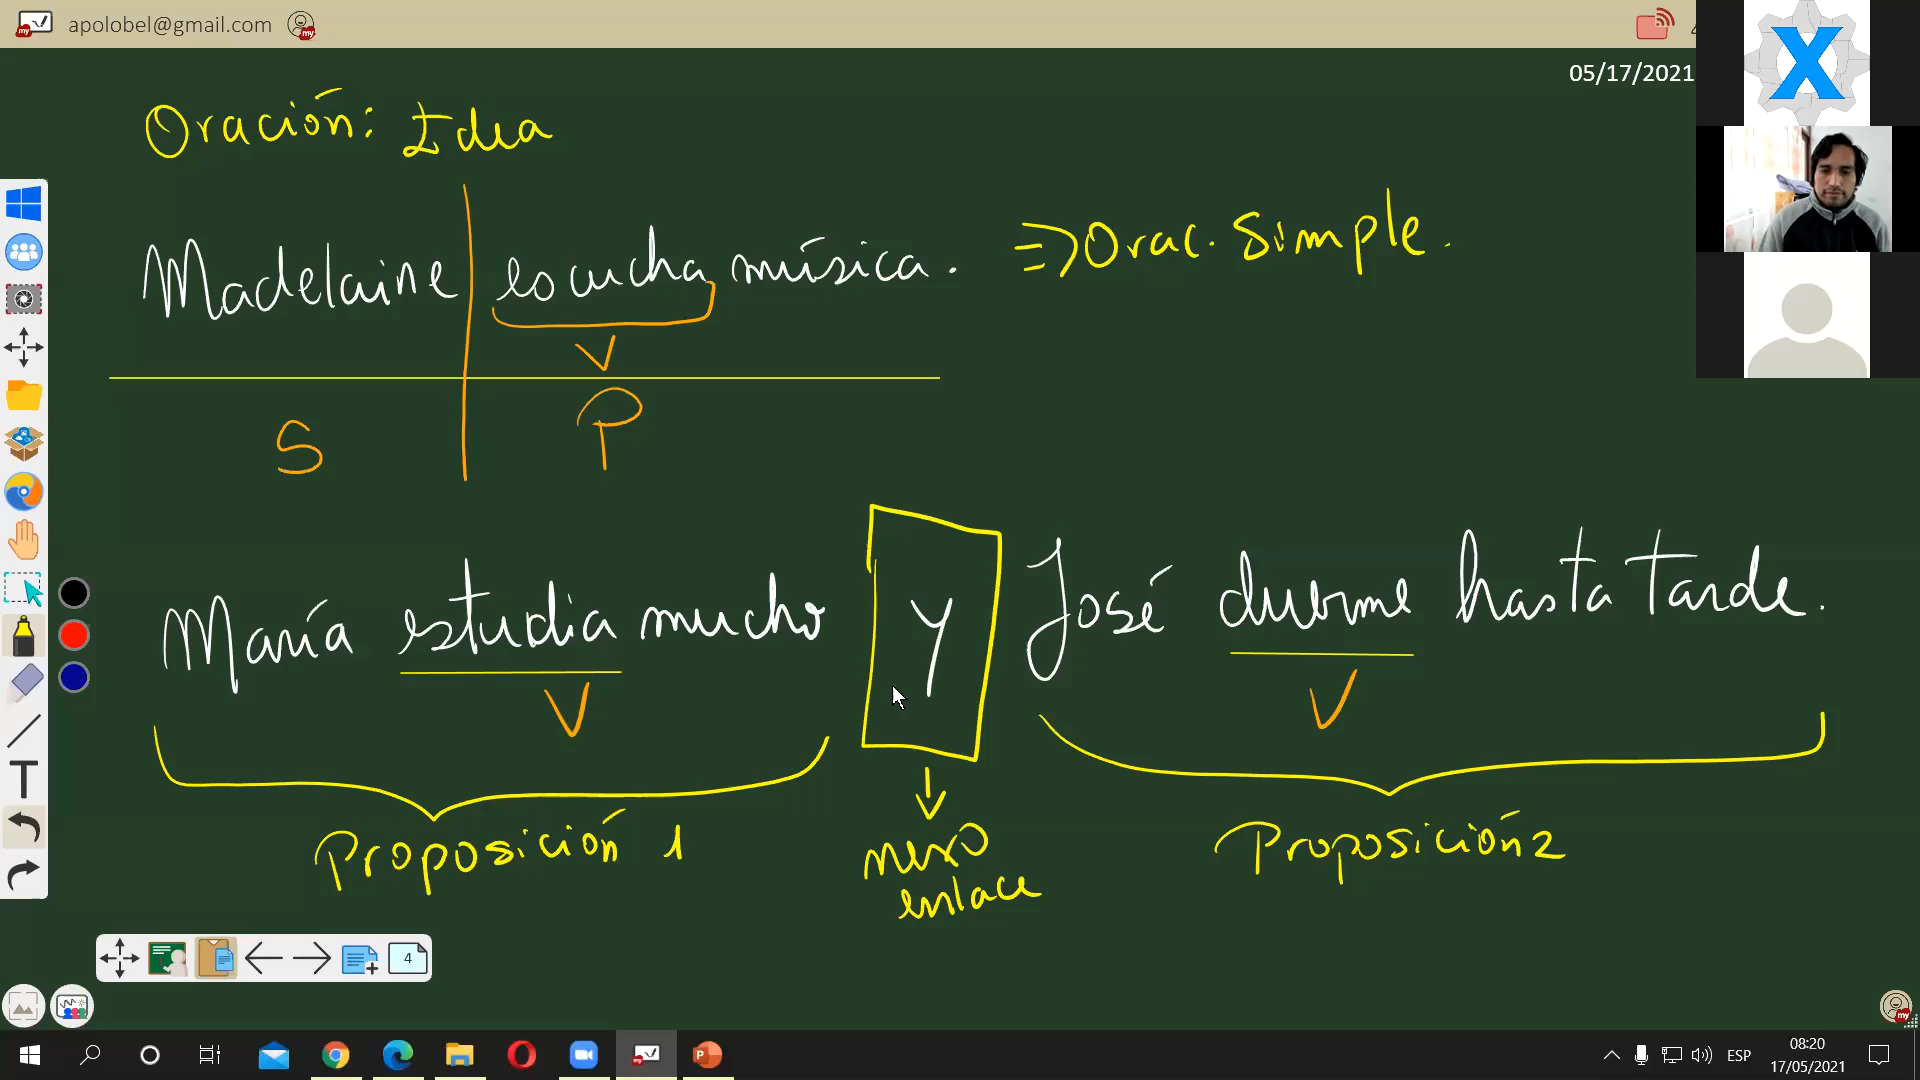 apolobel@gmail.com
05/17/2021
Oración: Idea
Madelaine escucha música. ⇒ Orac. Simple.
V
S P
María estudia mucho y José duerme hasta tarde.
V V
Proposición 1 nexo Proposición 2
enlace
4
ESP
08:20
17/05/2021